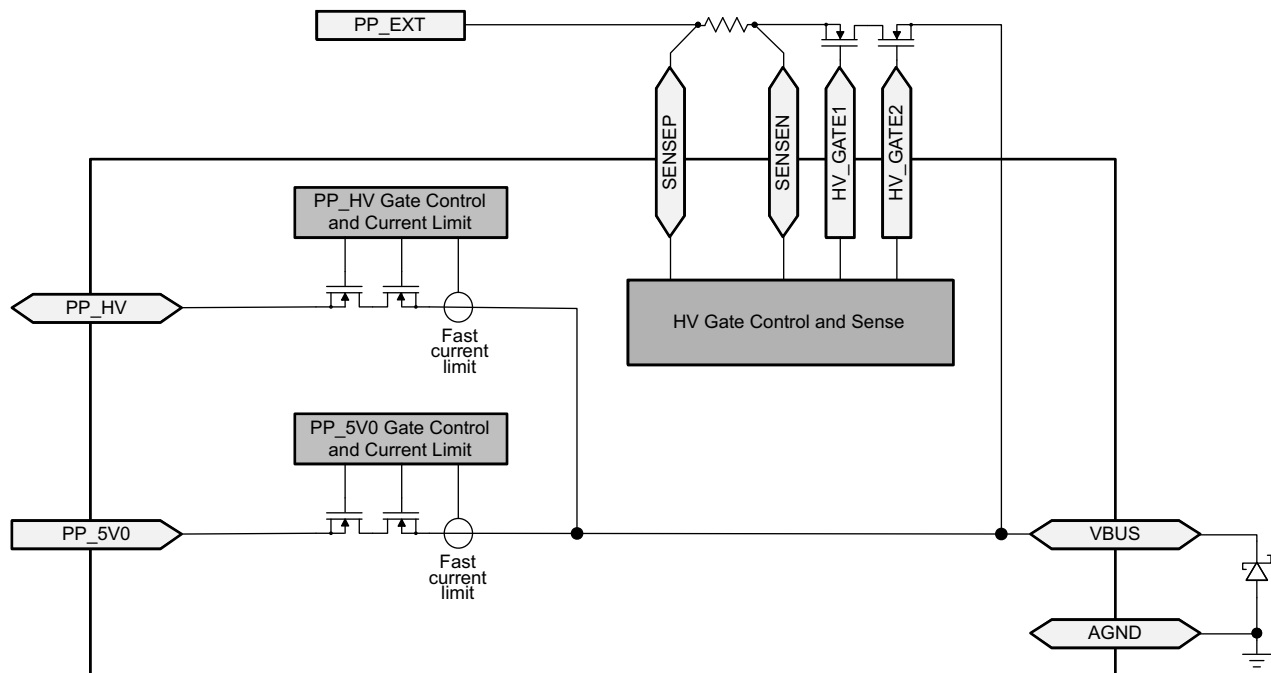 PP_EXT
SENSEP
SENSEN
HV_GATE1
HV_GATE2
PP_HV Gate Control
and Current Limit
PP_HV
Fast
current
limit
HV Gate Control and Sense
PP_5V0 Gate Control
and Current Limit
PP_5V0
Fast
current
limit
VBUS
AGND